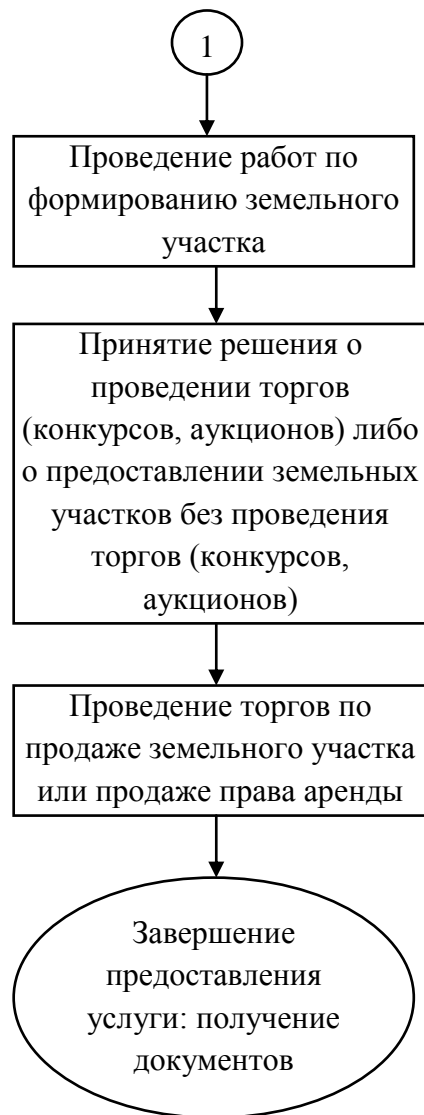 1
Проведение работ по
формированию земельного
участка
Принятие решения о
проведении торгов
(конкурсов, аукционов) либо
о предоставлении земельных
участков без проведения
торгов (конкурсов,
аукционов)
Проведение торгов по
продаже земельного участка
или продаже права аренды
Завершение
предоставления
услуги: получение
документов